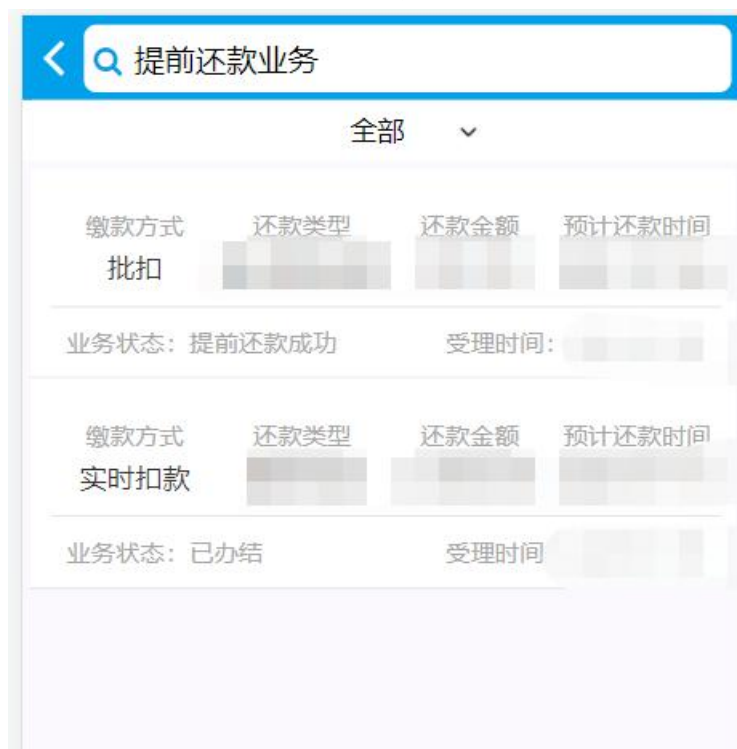 提前还款业务
全部
缴款方式 还款类型 还款金额 预计还款时间
批扣
业务状态：提前还款成功 受理时间：
缴款方式 还款类型 还款金额 预计还款时间
实时扣款
业务状态：已办结 受理时间